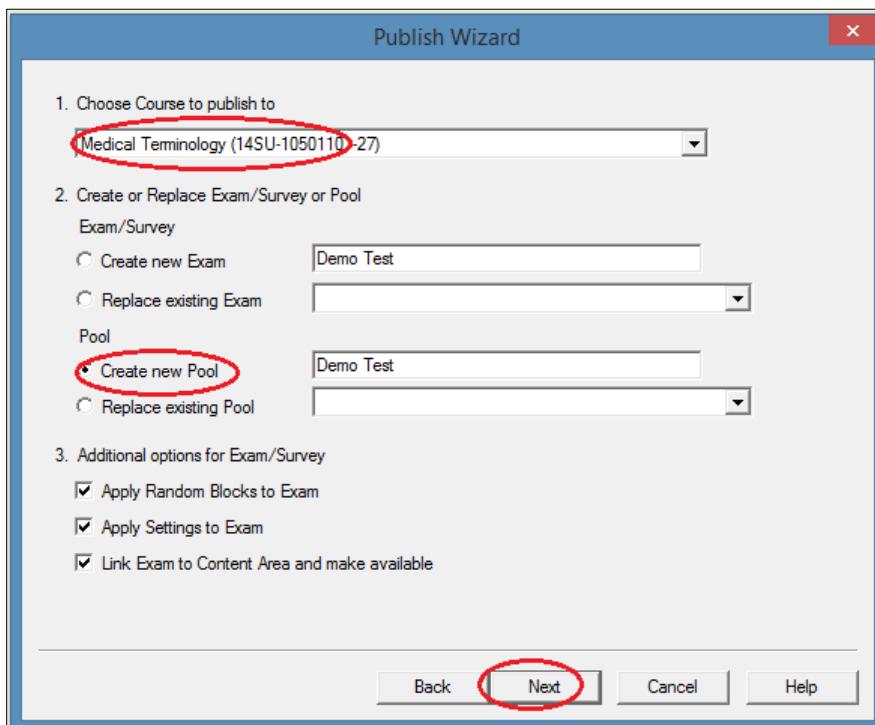 Publish Wizard
1. Choose Course to publish to
Medical Terminology (14SU-1050110 -27)
2. Create or Replace Exam/Survey or Pool
Exam/Survey
Create new Exam Demo Test
Replace existing Exam
Pool
Create new Pool Demo Test
Replace existing Pool
3. Additional options for Exam/Survey
Apply Random Blocks to Exam
Apply Settings to Exam
Link Exam to Content Area and make available
Back Next Cancel Help